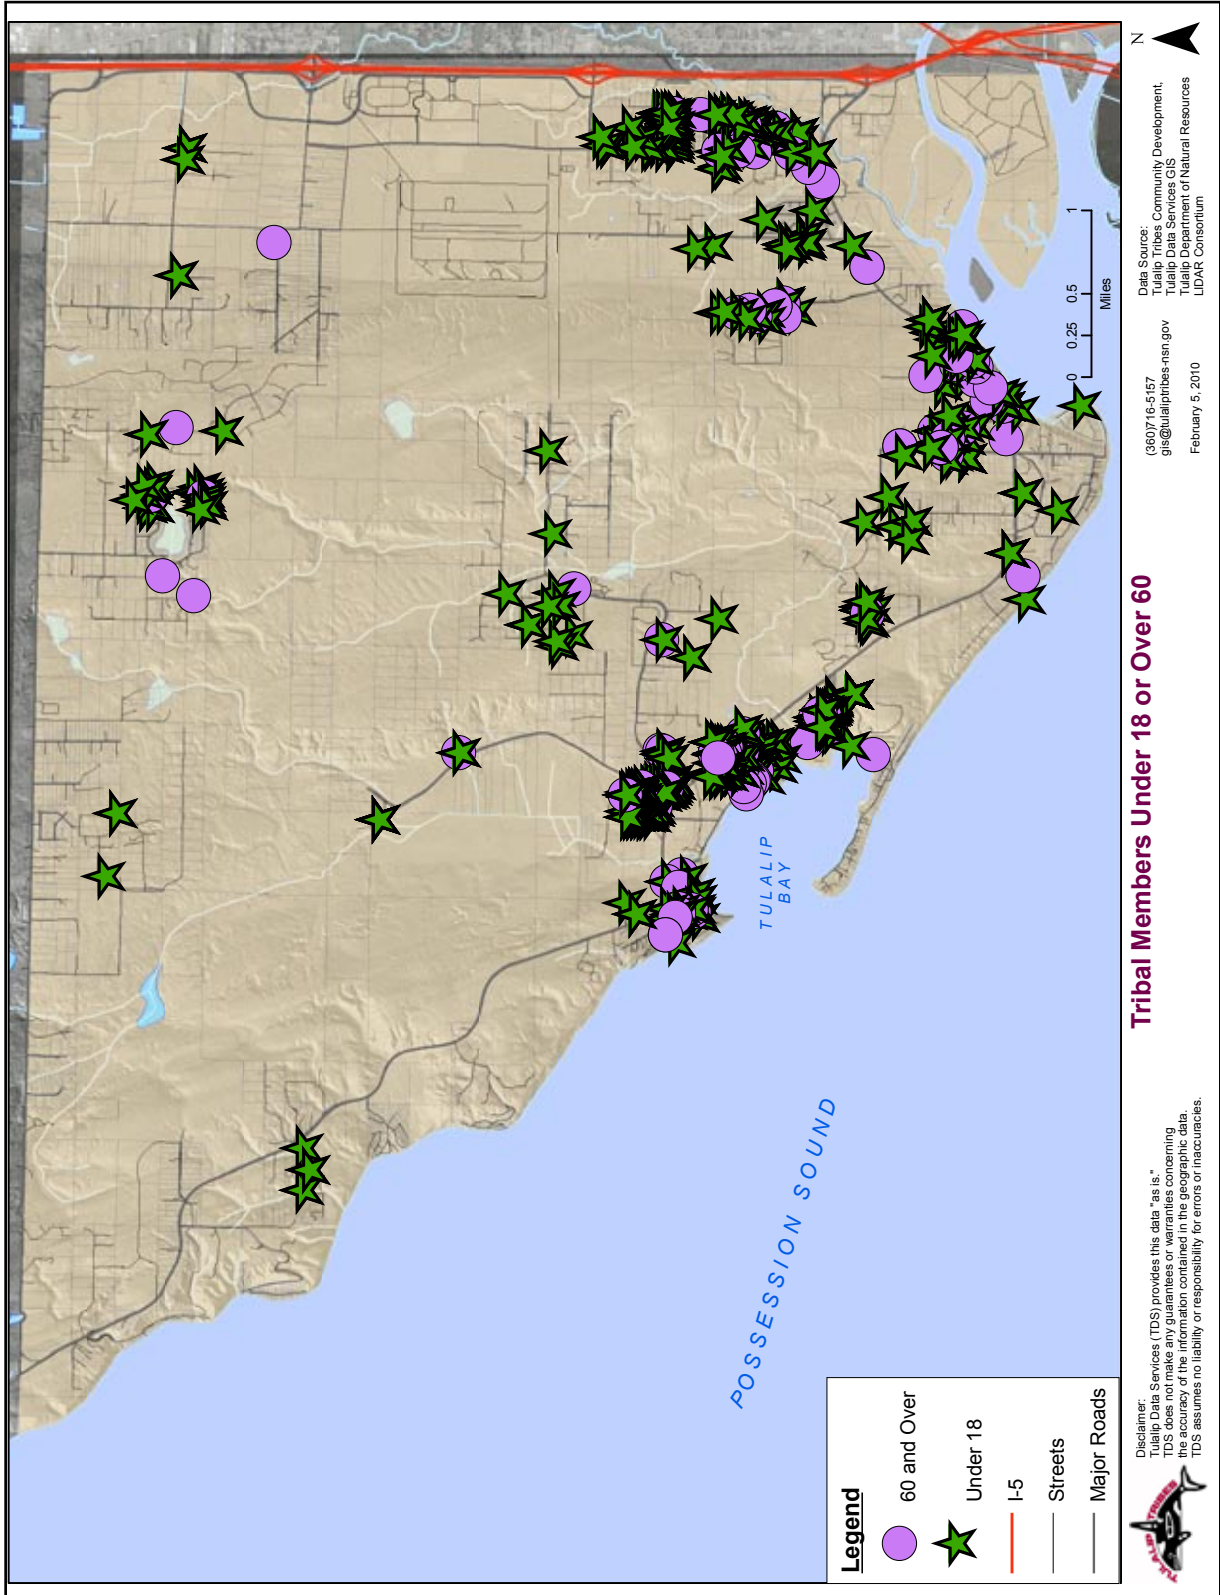 TULALIP
BAY
POSSESSION SOUND
Legend
60 and Over
Under 18
I-5
Streets
Major Roads
0 0.25 0.5 1
Miles
Tribal Members Under 18 or Over 60
TULALIP TRIBES
Disclaimer:
Tulalip Data Services (TDS) provides this data "as is."
TDS does not make any guarantees or warranties concerning
the accuracy of the information contained in the geographic data.
TDS assumes no liability or responsibility for errors or inaccuracies.
(360)716-5157
gis@tulaliptribes-nsn.gov
February 5, 2010
Data Source:
Tulalip Tribes Community Development,
Tulalip Data Services GIS
Tulalip Department of Natural Resources
LIDAR Consortium
N